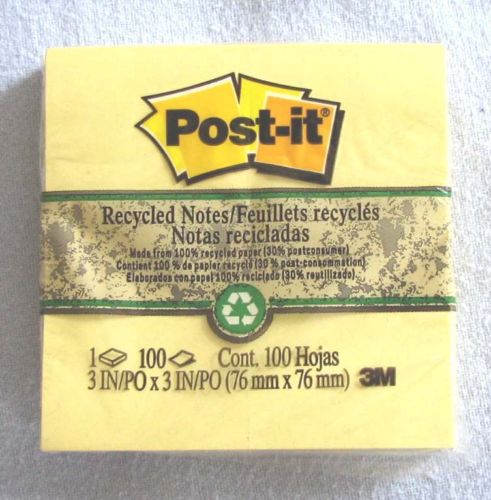 Post-it®
Recycled Notes/Feuillets recyclés
Notas recicladas
Made from 100% recycled paper (30% postconsumer)
Contient 100 % de papier recyclé (30 % post-consommation)
Elaborados con papel 100% reciclado (30% reutilizado)
1 100 Cont. 100 Hojas
3 IN/PO x 3 IN/PO (76 mm x 76 mm) 3M